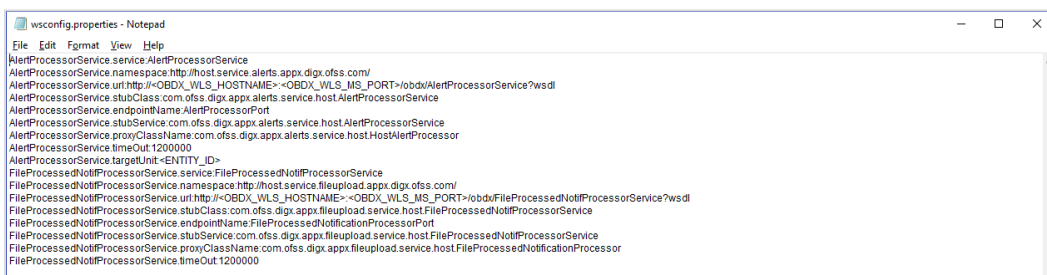 wsconfig.properties - Notepad
File Edit Format View Help
AlertProcessorService.service:AlertProcessorService
AlertProcessorService.namespace:http://host.service.alerts.appx.digx.ofss.com/
AlertProcessorService.url:http://<OBDX_WLS_HOSTNAME>:<OBDX_WLS_MS_PORT>/obdx/AlertProcessorService?wsdl
AlertProcessorService.stubClass:com.ofss.digx.appx.alerts.service.host.AlertProcessorService
AlertProcessorService.endpointName:AlertProcessorPort
AlertProcessorService.stubService:com.ofss.digx.appx.alerts.service.host.AlertProcessorService
AlertProcessorService.proxyClassName:com.ofss.digx.appx.alerts.service.host.HostAlertProcessor
AlertProcessorService.timeOut:1200000
AlertProcessorService.targetUnit:<ENTITY_ID>
FileProcessedNotifProcessorService.service:FileProcessedNotifProcessorService
FileProcessedNotifProcessorService.namespace:http://host.service.fileupload.appx.digx.ofss.com/
FileProcessedNotifProcessorService.url:http://<OBDX_WLS_HOSTNAME>:<OBDX_WLS_MS_PORT>/obdx/FileProcessedNotifProcessorService?wsdl
FileProcessedNotifProcessorService.stubClass:com.ofss.digx.appx.fileupload.service.host.FileProcessedNotifProcessorService
FileProcessedNotifProcessorService.endpointName:FileProcessedNotificationProcessorPort
FileProcessedNotifProcessorService.stubService:com.ofss.digx.appx.fileupload.service.host.FileProcessedNotifProcessorService
FileProcessedNotifProcessorService.proxyClassName:com.ofss.digx.appx.fileupload.service.host.FileProcessedNotificationProcessor
FileProcessedNotifProcessorService.timeOut:1200000